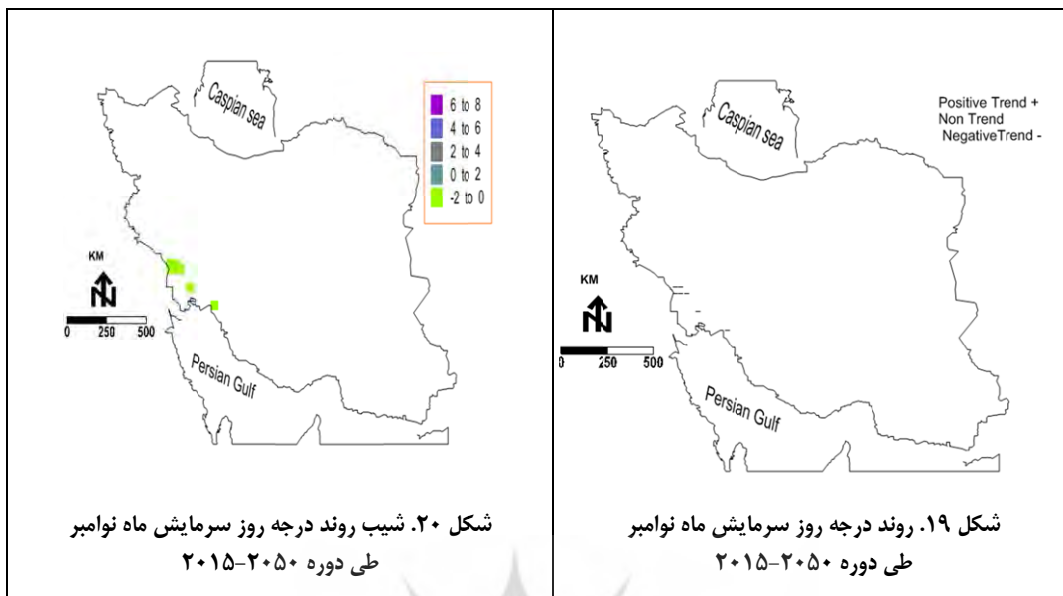 Caspian sea
6 to 8
4 to 6
2 to 4
0 to 2
-2 to 0
KM
N
0 250 500
Persian Gulf
شکل ۲۰. شیب روند درجه روز سرمایش ماه نوامبر
طی دوره ۲۰۵۰-۲۰۱۵
Caspian sea
Positive Trend +
Non Trend
NegativeTrend -
KM
N
0 250 500
Persian Gulf
شکل ۱۹. روند درجه روز سرمایش ماه نوامبر
طی دوره ۲۰۵۰-۲۰۱۵